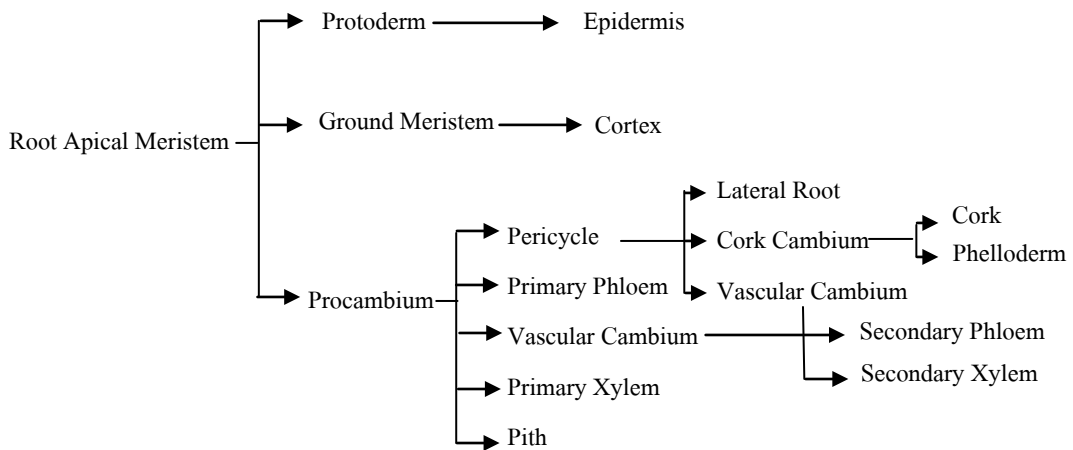 Protoderm
Epidermis
Root Apical Meristem
Ground Meristem
Cortex
Procambium
Pericycle
Primary Phloem
Vascular Cambium
Primary Xylem
Pith
Lateral Root
Cork Cambium
Vascular Cambium
Cork
Phelloderm
Secondary Phloem
Secondary Xylem